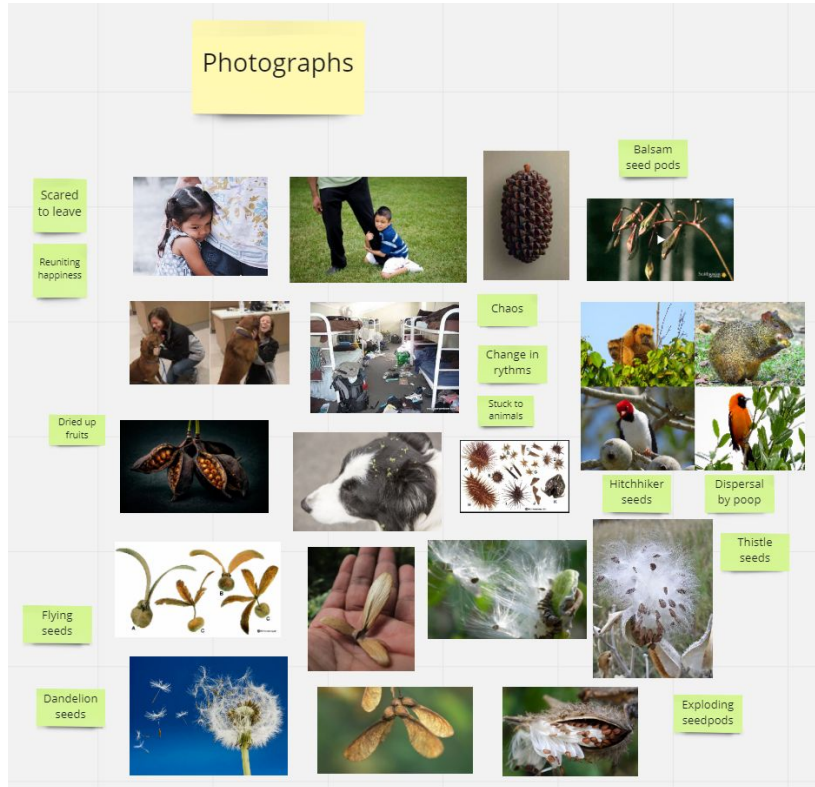 Photographs
Balsam
seed pods
Scared
to leave
Reuniting
happiness
Chaos
Change in
rythms
Stuck to
animals
Dried up
fruits
Hitchhiker
seeds
Dispersal
by poop
Thistle
seeds
Flying
seeds
Dandelion
seeds
Exploding
seedpods
A
B
C